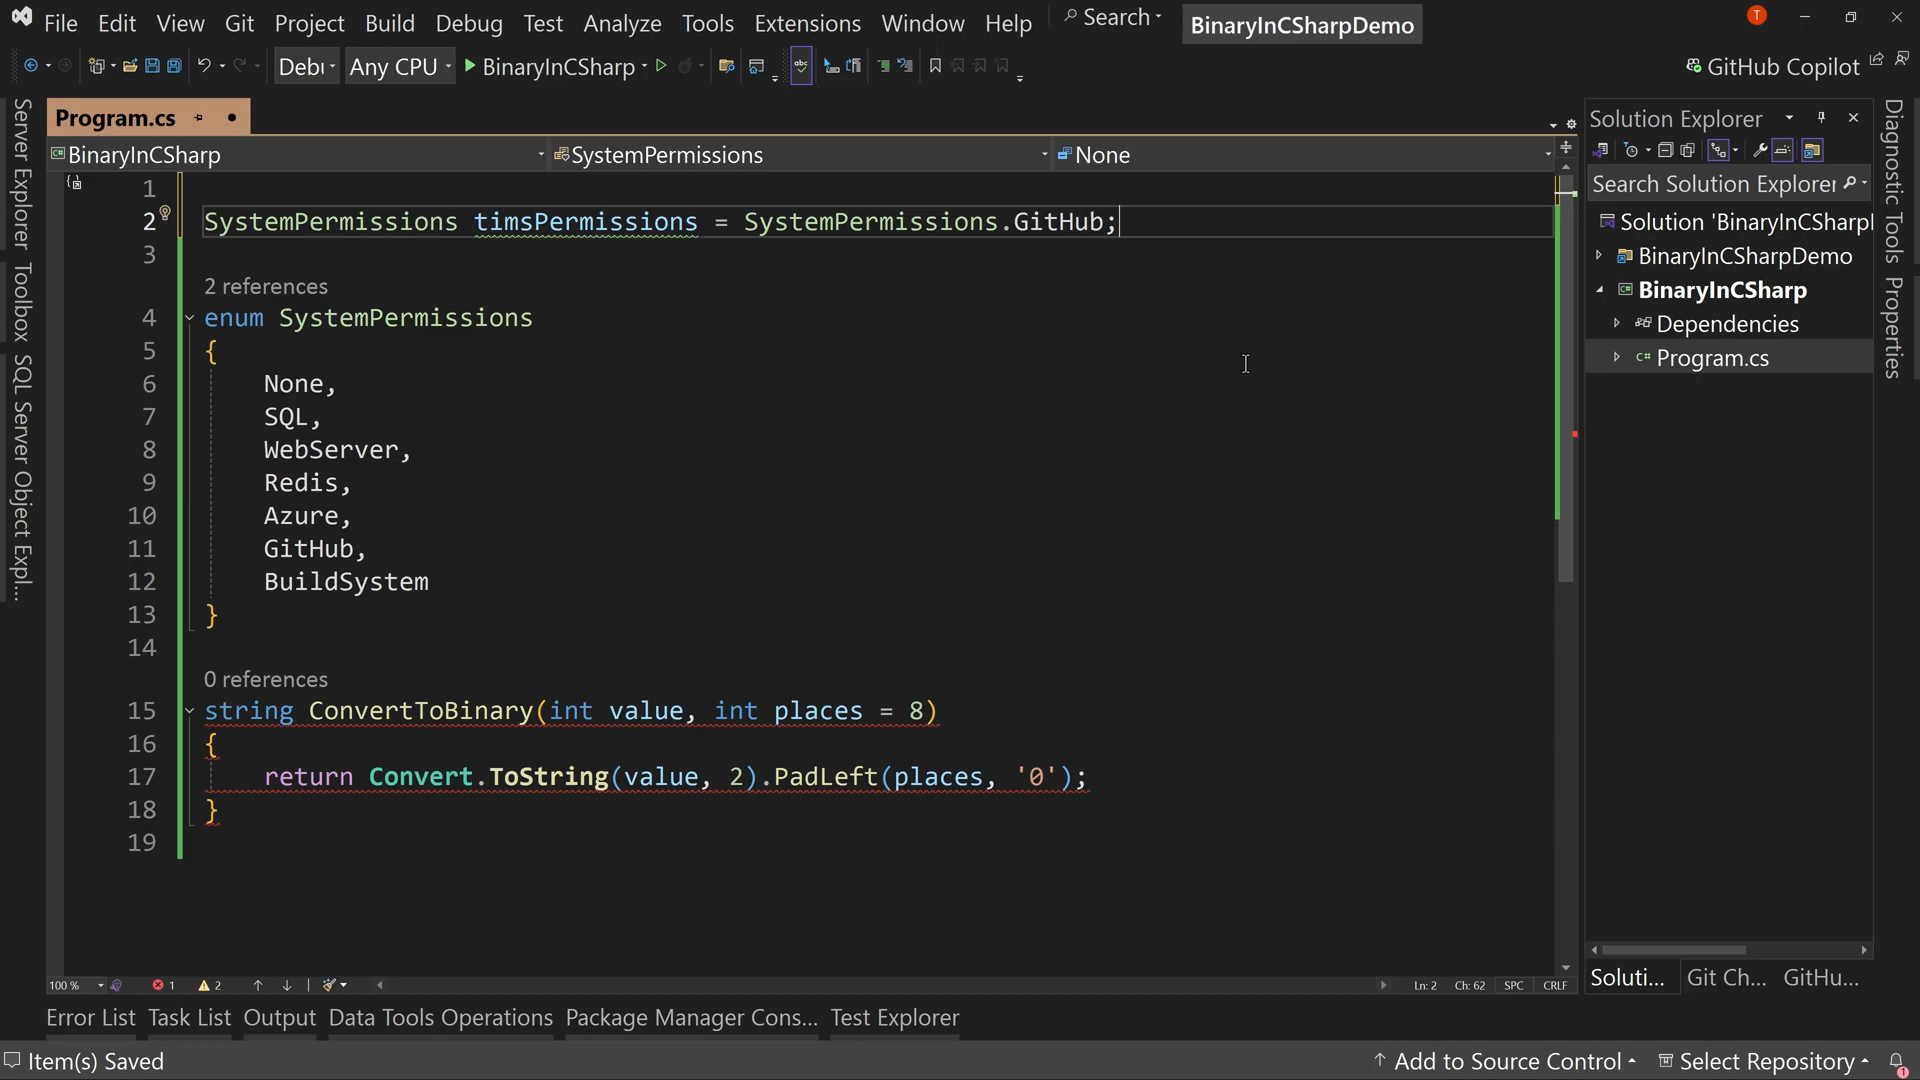 File Edit View Git Project Build Debug Test Analyze Tools Extensions Window Help Search BinaryInCSharpDemo T
Debu Any CPU BinaryInCSharp abc GitHub Copilot
Server Explorer Toolbox SQL Server Object Expl...
Program.cs
BinaryInCSharp SystemPermissions None
1
2 SystemPermissions timsPermissions = SystemPermissions.GitHub;
3
2 references
4 enum SystemPermissions
5 {
6 None,
7 SQL,
8 WebServer,
9 Redis,
10 Azure,
11 GitHub,
12 BuildSystem
13 }
14
0 references
15 string ConvertToBinary(int value, int places = 8)
16 {
17 return Convert.ToString(value, 2).PadLeft(places, '0');
18 }
19
100 % 1 2 Ln: 2 Ch: 62 SPC CRLF
Solution Explorer
Search Solution Explorer
Solution 'BinaryInCSharp
BinaryInCSharpDemo
C# BinaryInCSharp
Dependencies
C# Program.cs
Soluti... Git Ch... GitHu...
Diagnostic Tools Properties
Error List Task List Output Data Tools Operations Package Manager Cons... Test Explorer
Item(s) Saved Add to Source Control Select Repository 1